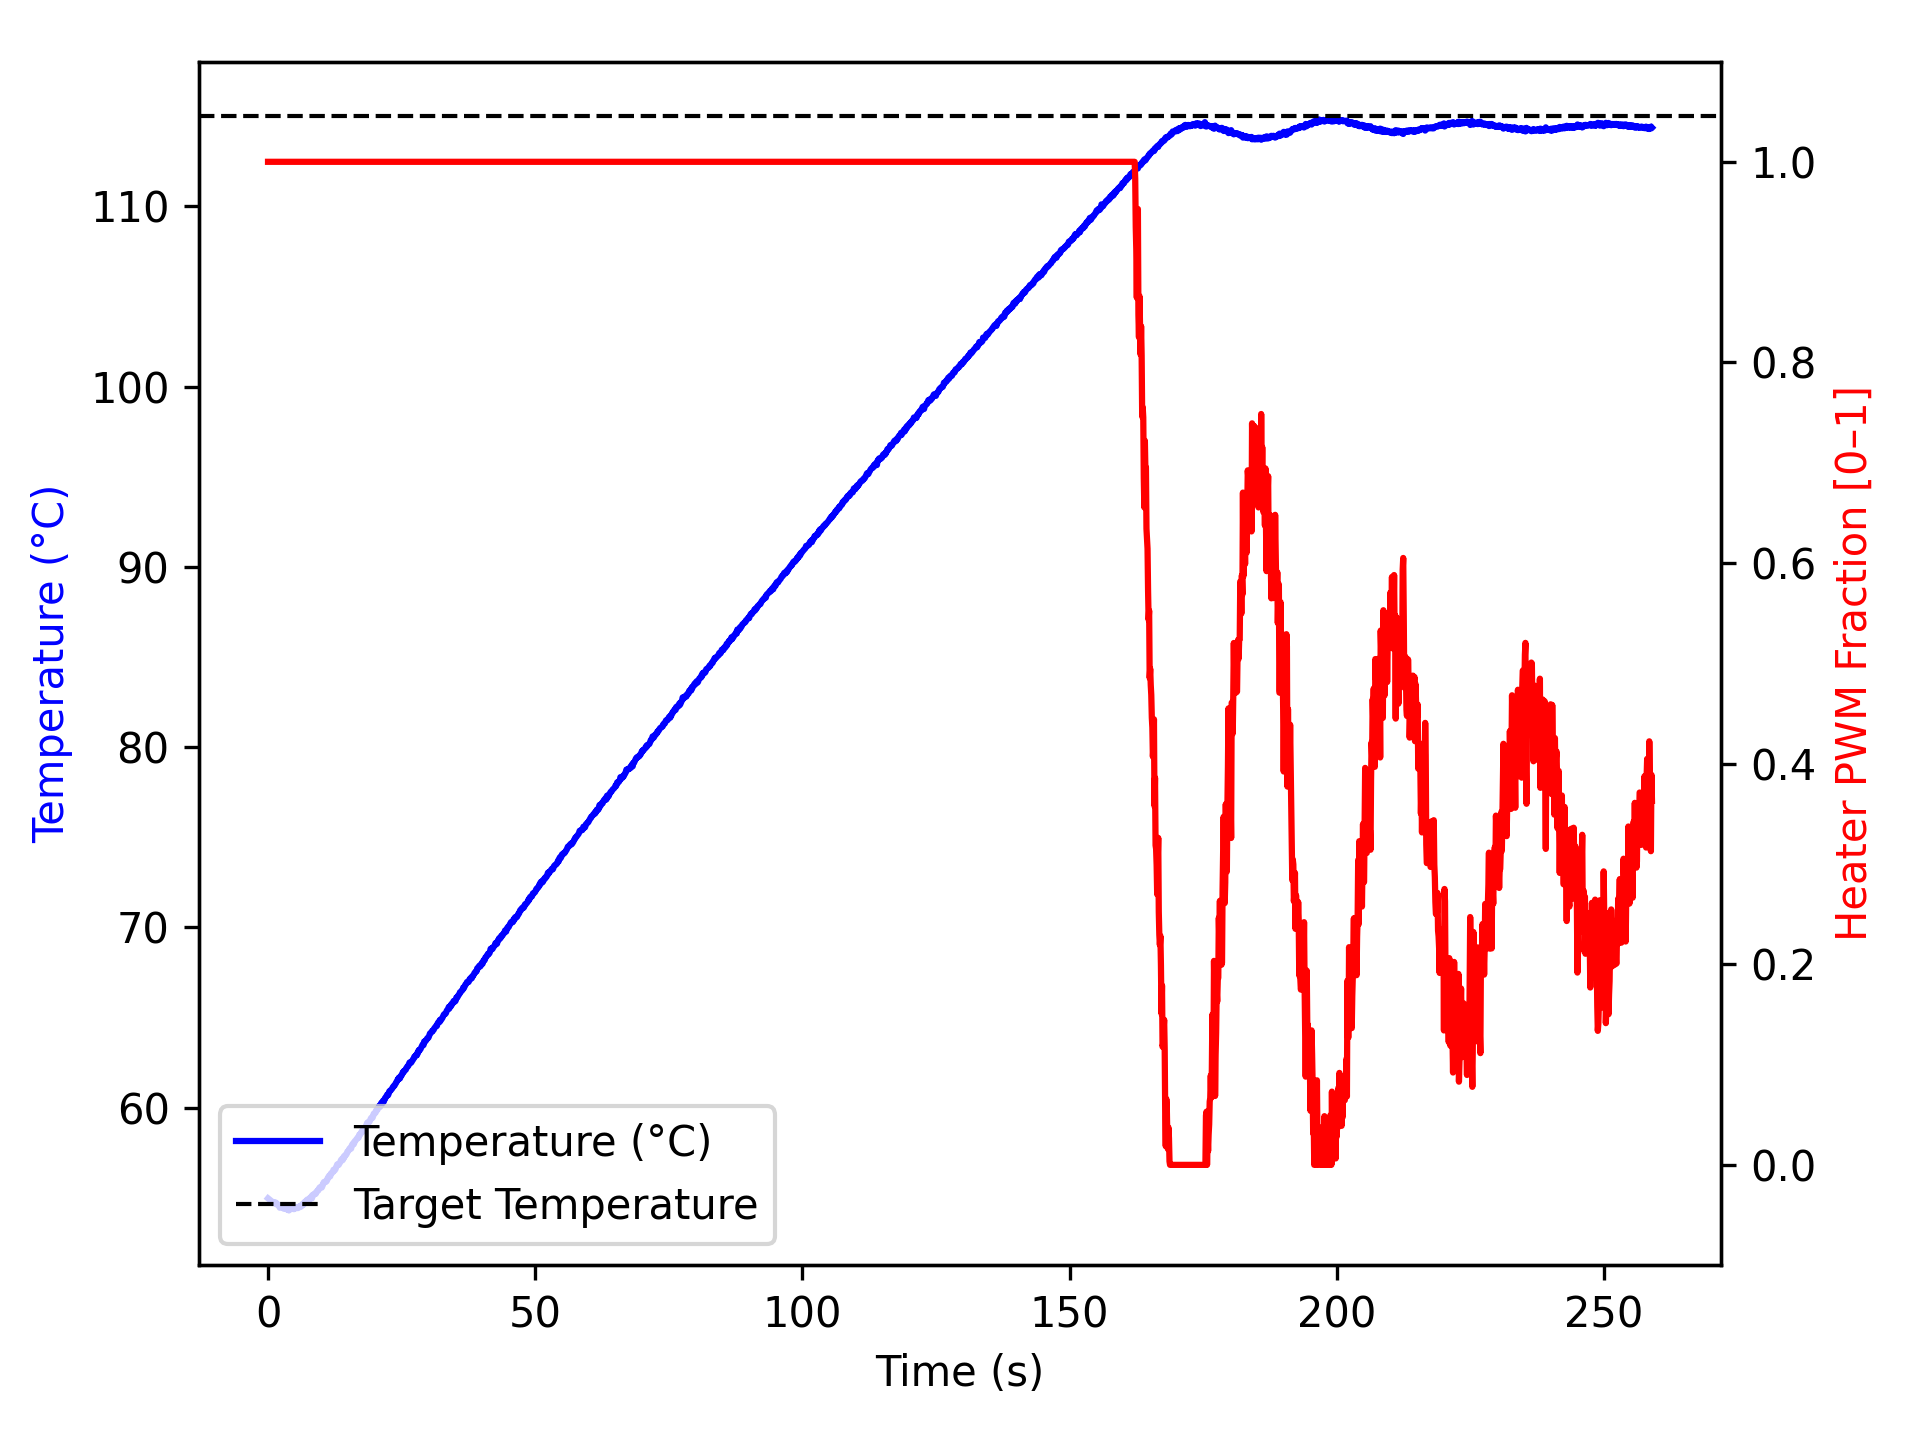 110
100
90
80
70
60
Temperature (°C)
1.0
0.8
0.6
0.4
0.2
0.0
Heater PWM Fraction [0–1]
Temperature (°C)
Target Temperature
0 50 100 150 200 250
Time (s)